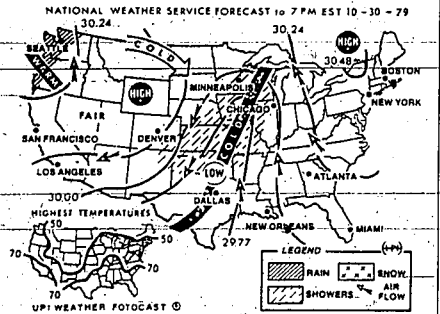 NATIONAL WEATHER SERVICE FORECAST to 7 PM EST 10-30-79
30.24
30.24
SEATTLE
COLD
HIGH
30.48
WARM
HIGH
MINNEAPOLIS
BOSTON
CHICAGO
NEW YORK
FAIR
SAN FRANCISCO
DENVER
COLD
LOS ANGELES
LOW
ATLANTA
30.00
DALLAS
HIGHEST TEMPERATURES
50
50
29.77
NEW ORLEANS
MIAMI
70
70
70
LEGEND
RAIN
SNOW
SHOWERS
AIR
FLOW
UPI WEATHER FOTOCAST